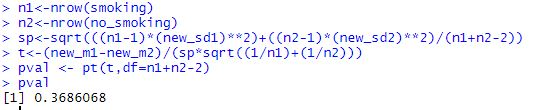 > n1<-nrow(smoking)
> n2<-nrow(no_smoking)
> sp<-sqrt(((n1-1)*(new_sd1)**2)+((n2-1)*(new_sd2)**2)/(n1+n2-2))
> t<-(new_m1-new_m2)/(sp*sqrt((1/n1)+(1/n2)))
> pval <- pt(t,df=n1+n2-2)
> pval
[1] 0.3686068